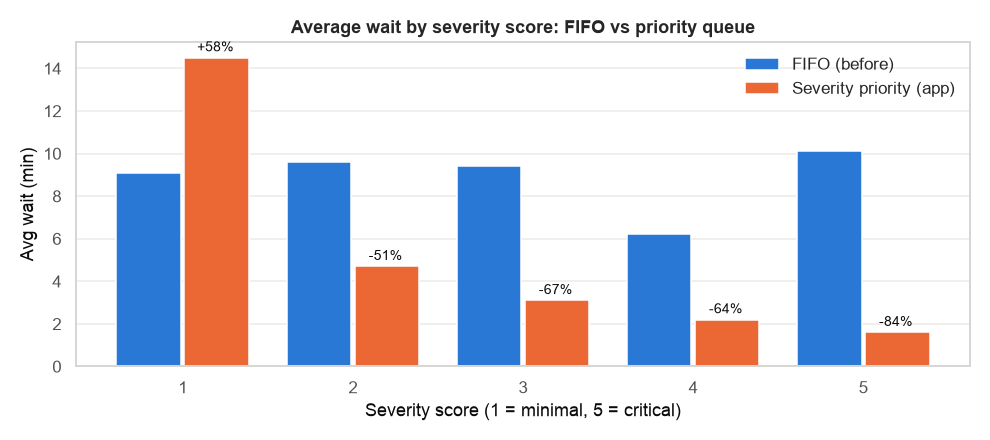 Average wait by severity score: FIFO vs priority queue
+58%
14
FIFO (before)
Severity priority (app)
12
10
8
6
4
2
0
Avg wait (min)
-51%
-67%
-64%
-84%
1 2 3 4 5
Severity score (1 = minimal, 5 = critical)